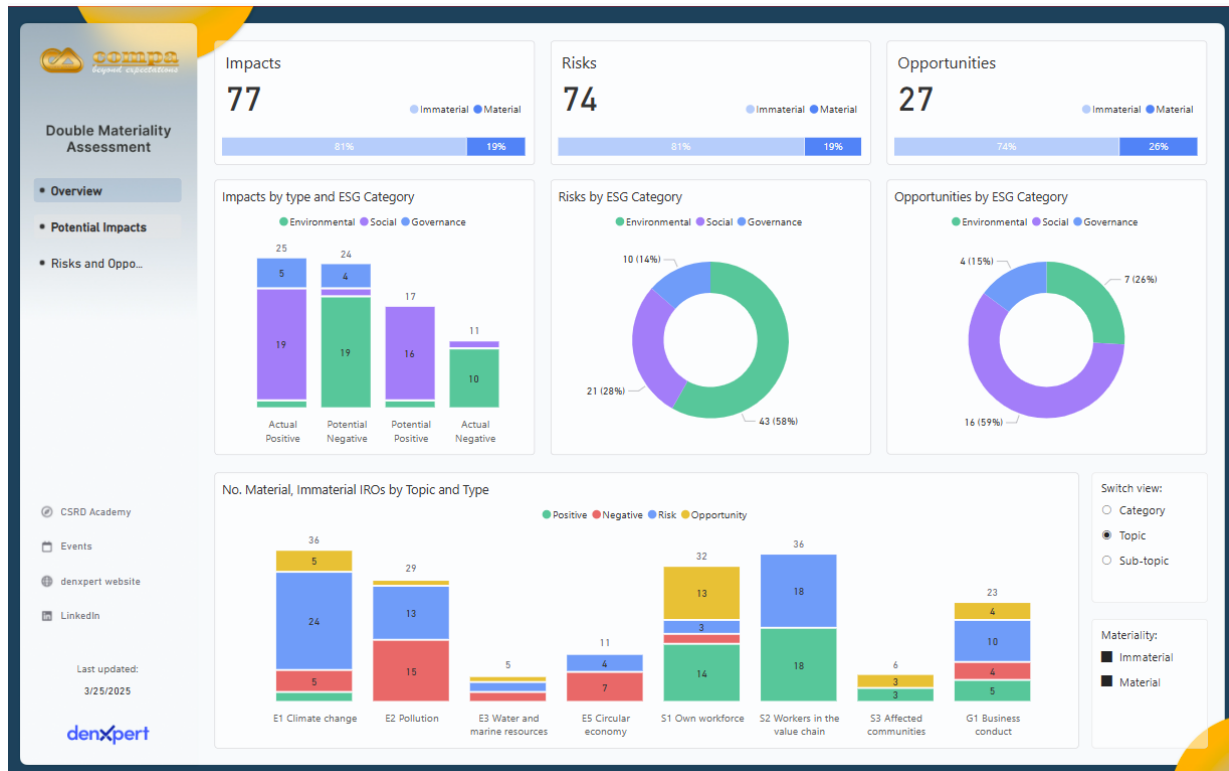 compa
beyond expectations
Double Materiality
Assessment
Overview
Potential Impacts
Risks and Oppo...
CSRD Academy
Events
denxpert website
LinkedIn
Last updated:
3/25/2025
denxpert
Impacts
77
Immaterial Material
81% 19%
Risks
74
Immaterial Material
81% 19%
Opportunities
27
Immaterial Material
74% 26%
Impacts by type and ESG Category
Environmental Social Governance
25 24 17 11
5 4
19 19 16 10
Actual
Positive
Potential
Negative
Potential
Positive
Actual
Negative
Risks by ESG Category
Environmental Social Governance
10 (14%)
21 (28%)
43 (58%)
Opportunities by ESG Category
Environmental Social Governance
4 (15%)
7 (26%)
16 (59%)
No. Material, Immaterial IROs by Topic and Type
Positive Negative Risk Opportunity
36
5
24
5
E1 Climate change
29
13
15
E2 Pollution
5
E3 Water and
marine resources
11
4
7
E5 Circular
economy
32
13
3
14
S1 Own workforce
36
18
18
S2 Workers in the
value chain
6
3
3
S3 Affected
communities
23
4
10
4
5
G1 Business
conduct
Switch view:
Category
Topic
Sub-topic
Materiality:
Immaterial
Material